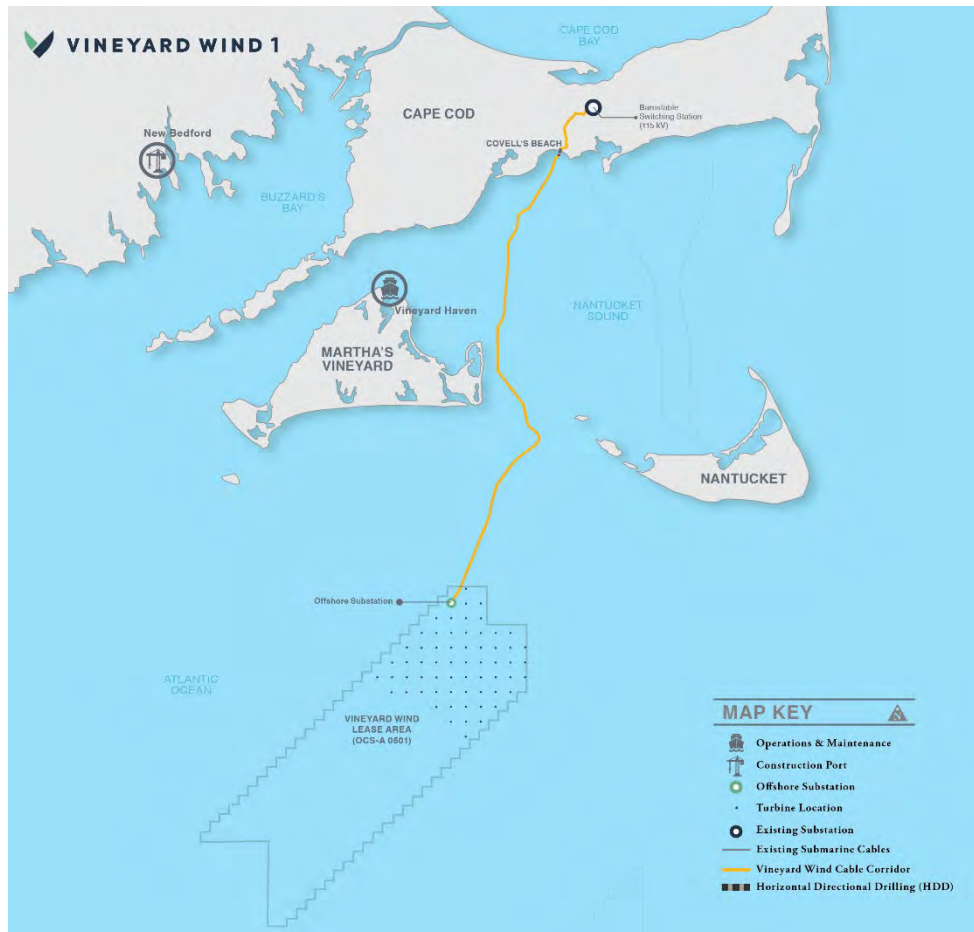 VINEYARD WIND 1
CAPE COD
BAY
Barnstable
Switching Station
(115 kV)
CAPE COD
New Bedford
COVELL'S BEACH
BUZZARD'S
BAY
NANTUCKET
SOUND
Vineyard Haven
MARTHA'S
VINEYARD
NANTUCKET
Offshore Substation
ATLANTIC
OCEAN
VINEYARD WIND
LEASE AREA
(OCS-A 0501)
MAP KEY
N
Operations & Maintenance
Construction Port
Offshore Substation
Turbine Location
Existing Substation
Existing Submarine Cables
Vineyard Wind Cable Corridor
Horizontal Directional Drilling (HDD)